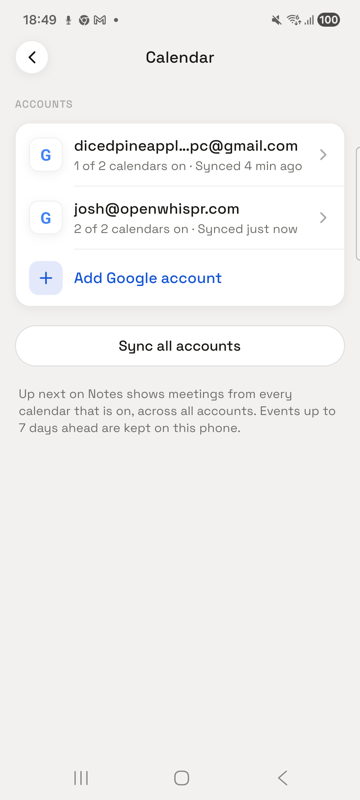 18:49
100
Calendar
ACCOUNTS
G
dicedpineappl...pc@gmail.com
1 of 2 calendars on · Synced 4 min ago
G
josh@openwhispr.com
2 of 2 calendars on · Synced just now
Add Google account
Sync all accounts
Up next on Notes shows meetings from every
calendar that is on, across all accounts. Events up to
7 days ahead are kept on this phone.